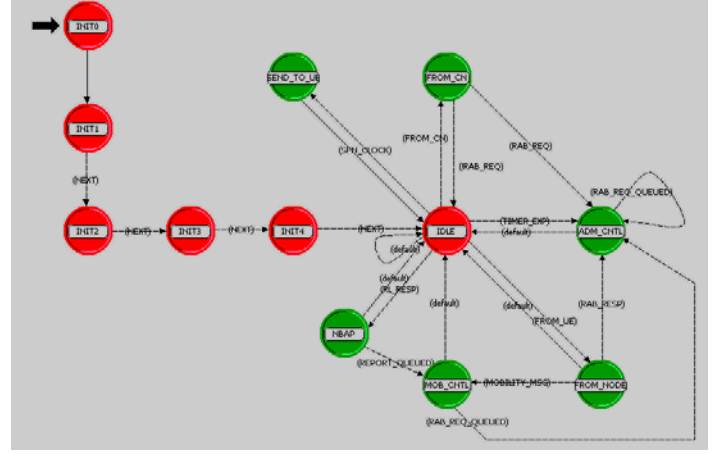 INIT0
SEND_TO_UE
FROM_CN
INIT1
(FROM_CN)
(RAB_REQ)
(SPN_CLOCK)
(RAB_REQ)
(NEXT)
(RAB_REQ_QUEUED)
INIT2
(NEXT)
INIT3
(NEXT)
INIT4
(NEXT)
IDLE
(TIMER_EXP)
(default)
ADM_CNTL
(default)
(default)
(RL_RESP)
(default)
(default)
(RAB_RESP)
(FROM_UE)
NBAP
(REPORT_QUEUED)
MOB_CNTL
(MOBILITY_MSG)
FROM_NODE
(RAB_REQ_QUEUED)